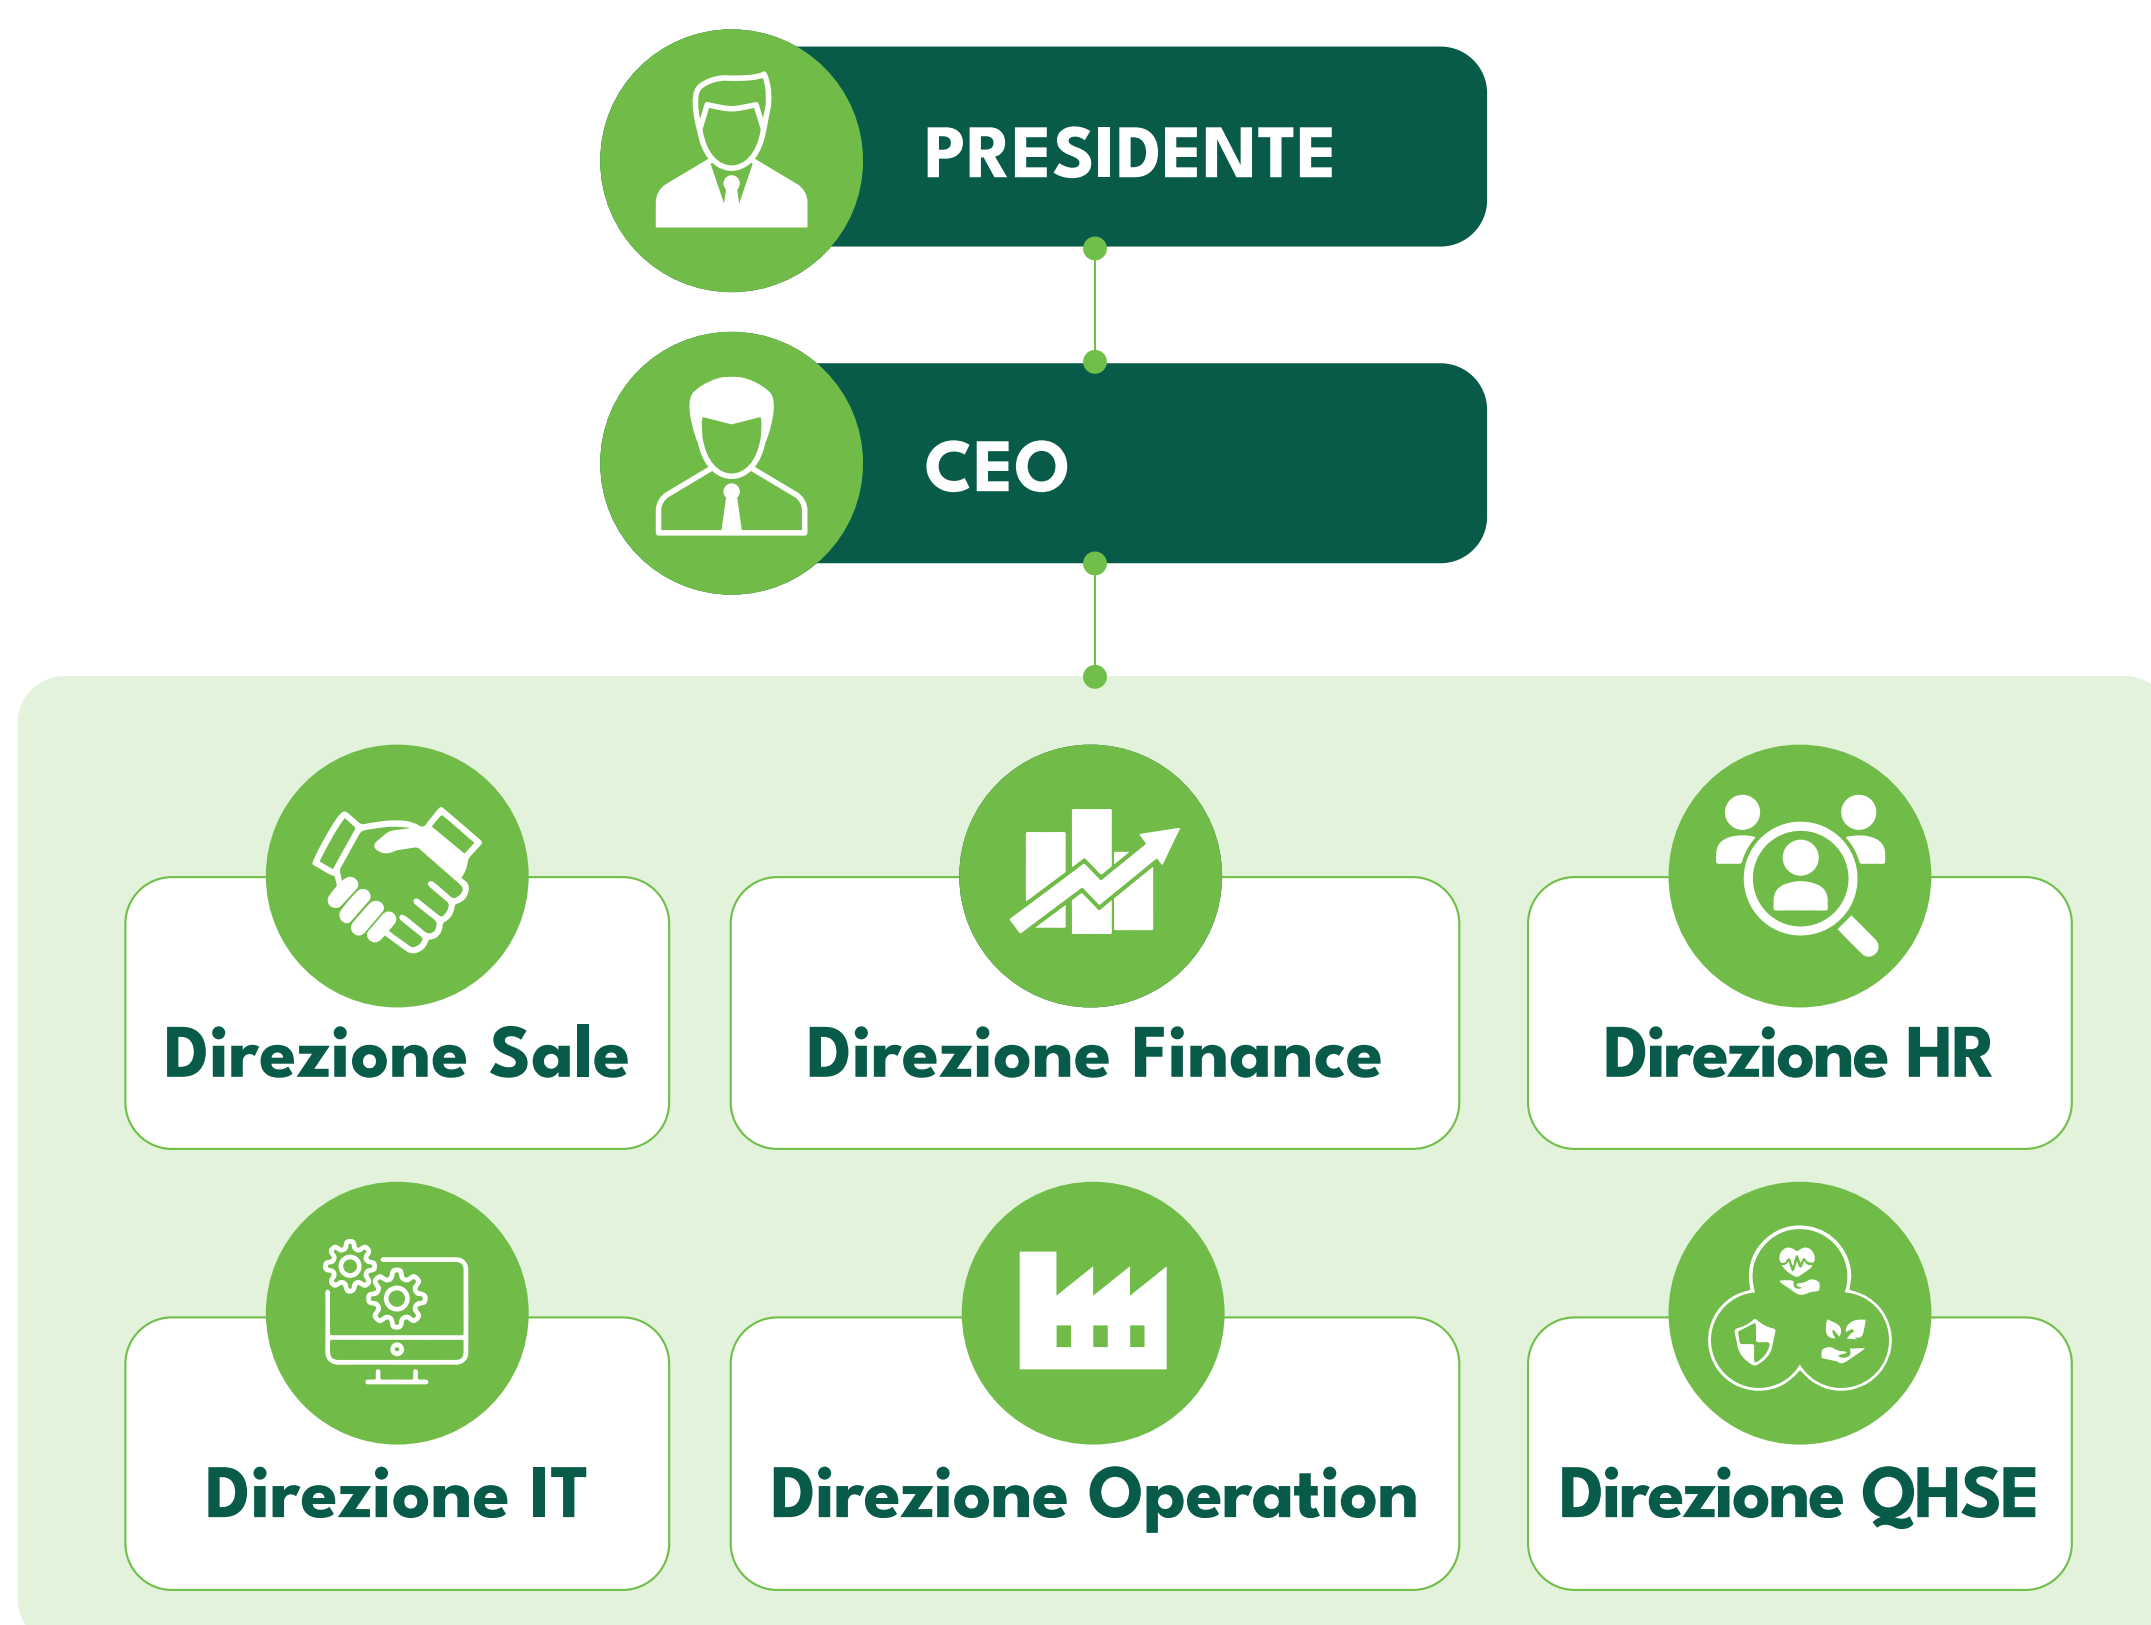 PRESIDENTE
CEO
Direzione Sale
Direzione Finance
Direzione HR
Direzione IT
Direzione Operation
Direzione QHSE